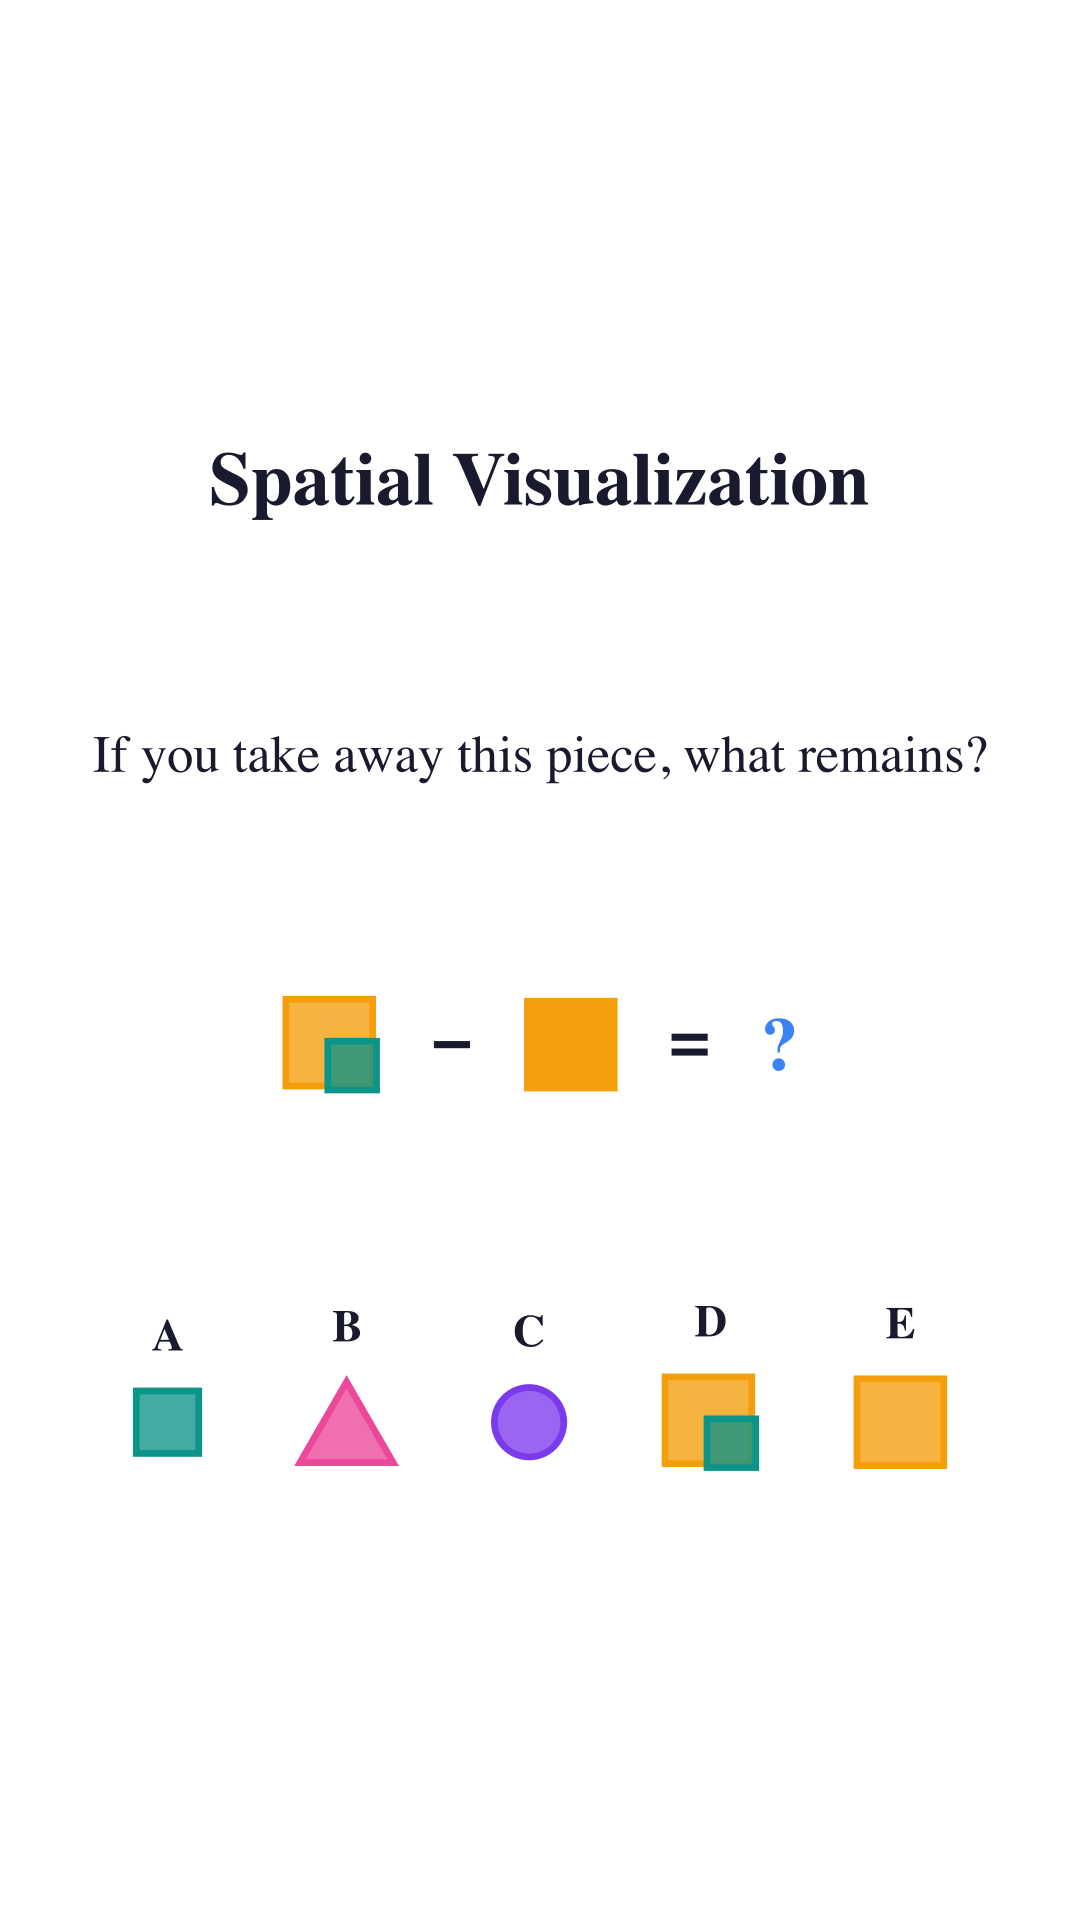 Spatial Visualization
If you take away this piece, what remains?
− = ?
A B C D E